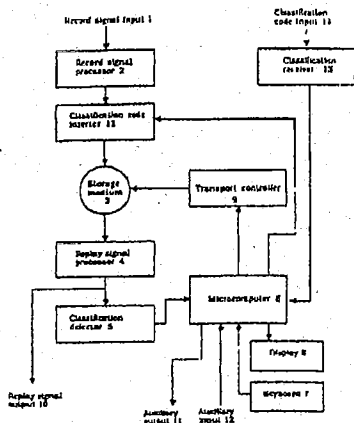 Record signal input 1
Classification
code input 14
Record signal
processor 2
Classification
receiver 13
Classification code
inserter 12
Storage
medium
3
Transport controller
9
Replay signal
processor 4
Classification
detector 5
Microcomputer 6
Display 8
Keyboard 7
Replay signal
output 10
Auxiliary
output 11
Auxiliary
input 12